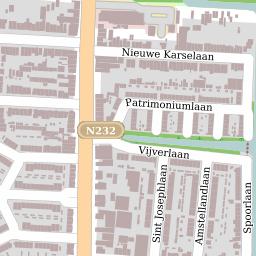 Nieuwe Karselaan
Patrimoniumlaan
N232
Vijverlaan
Sint Josephlaan
Amstellandlaan
Spoorlaan